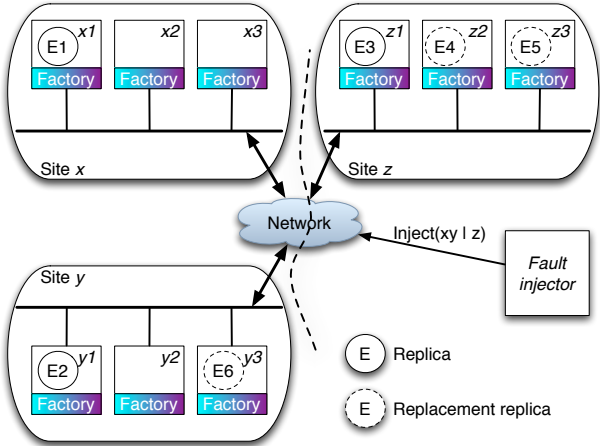 E1 x1 x2 x3
Factory Factory Factory
Site x
E3 z1 E4 z2 E5 z3
Factory Factory Factory
Site z
Network
Inject(xy | z)
Fault
injector
Site y
E2 y1 y2 E6 y3
Factory Factory Factory
E Replica
E Replacement replica